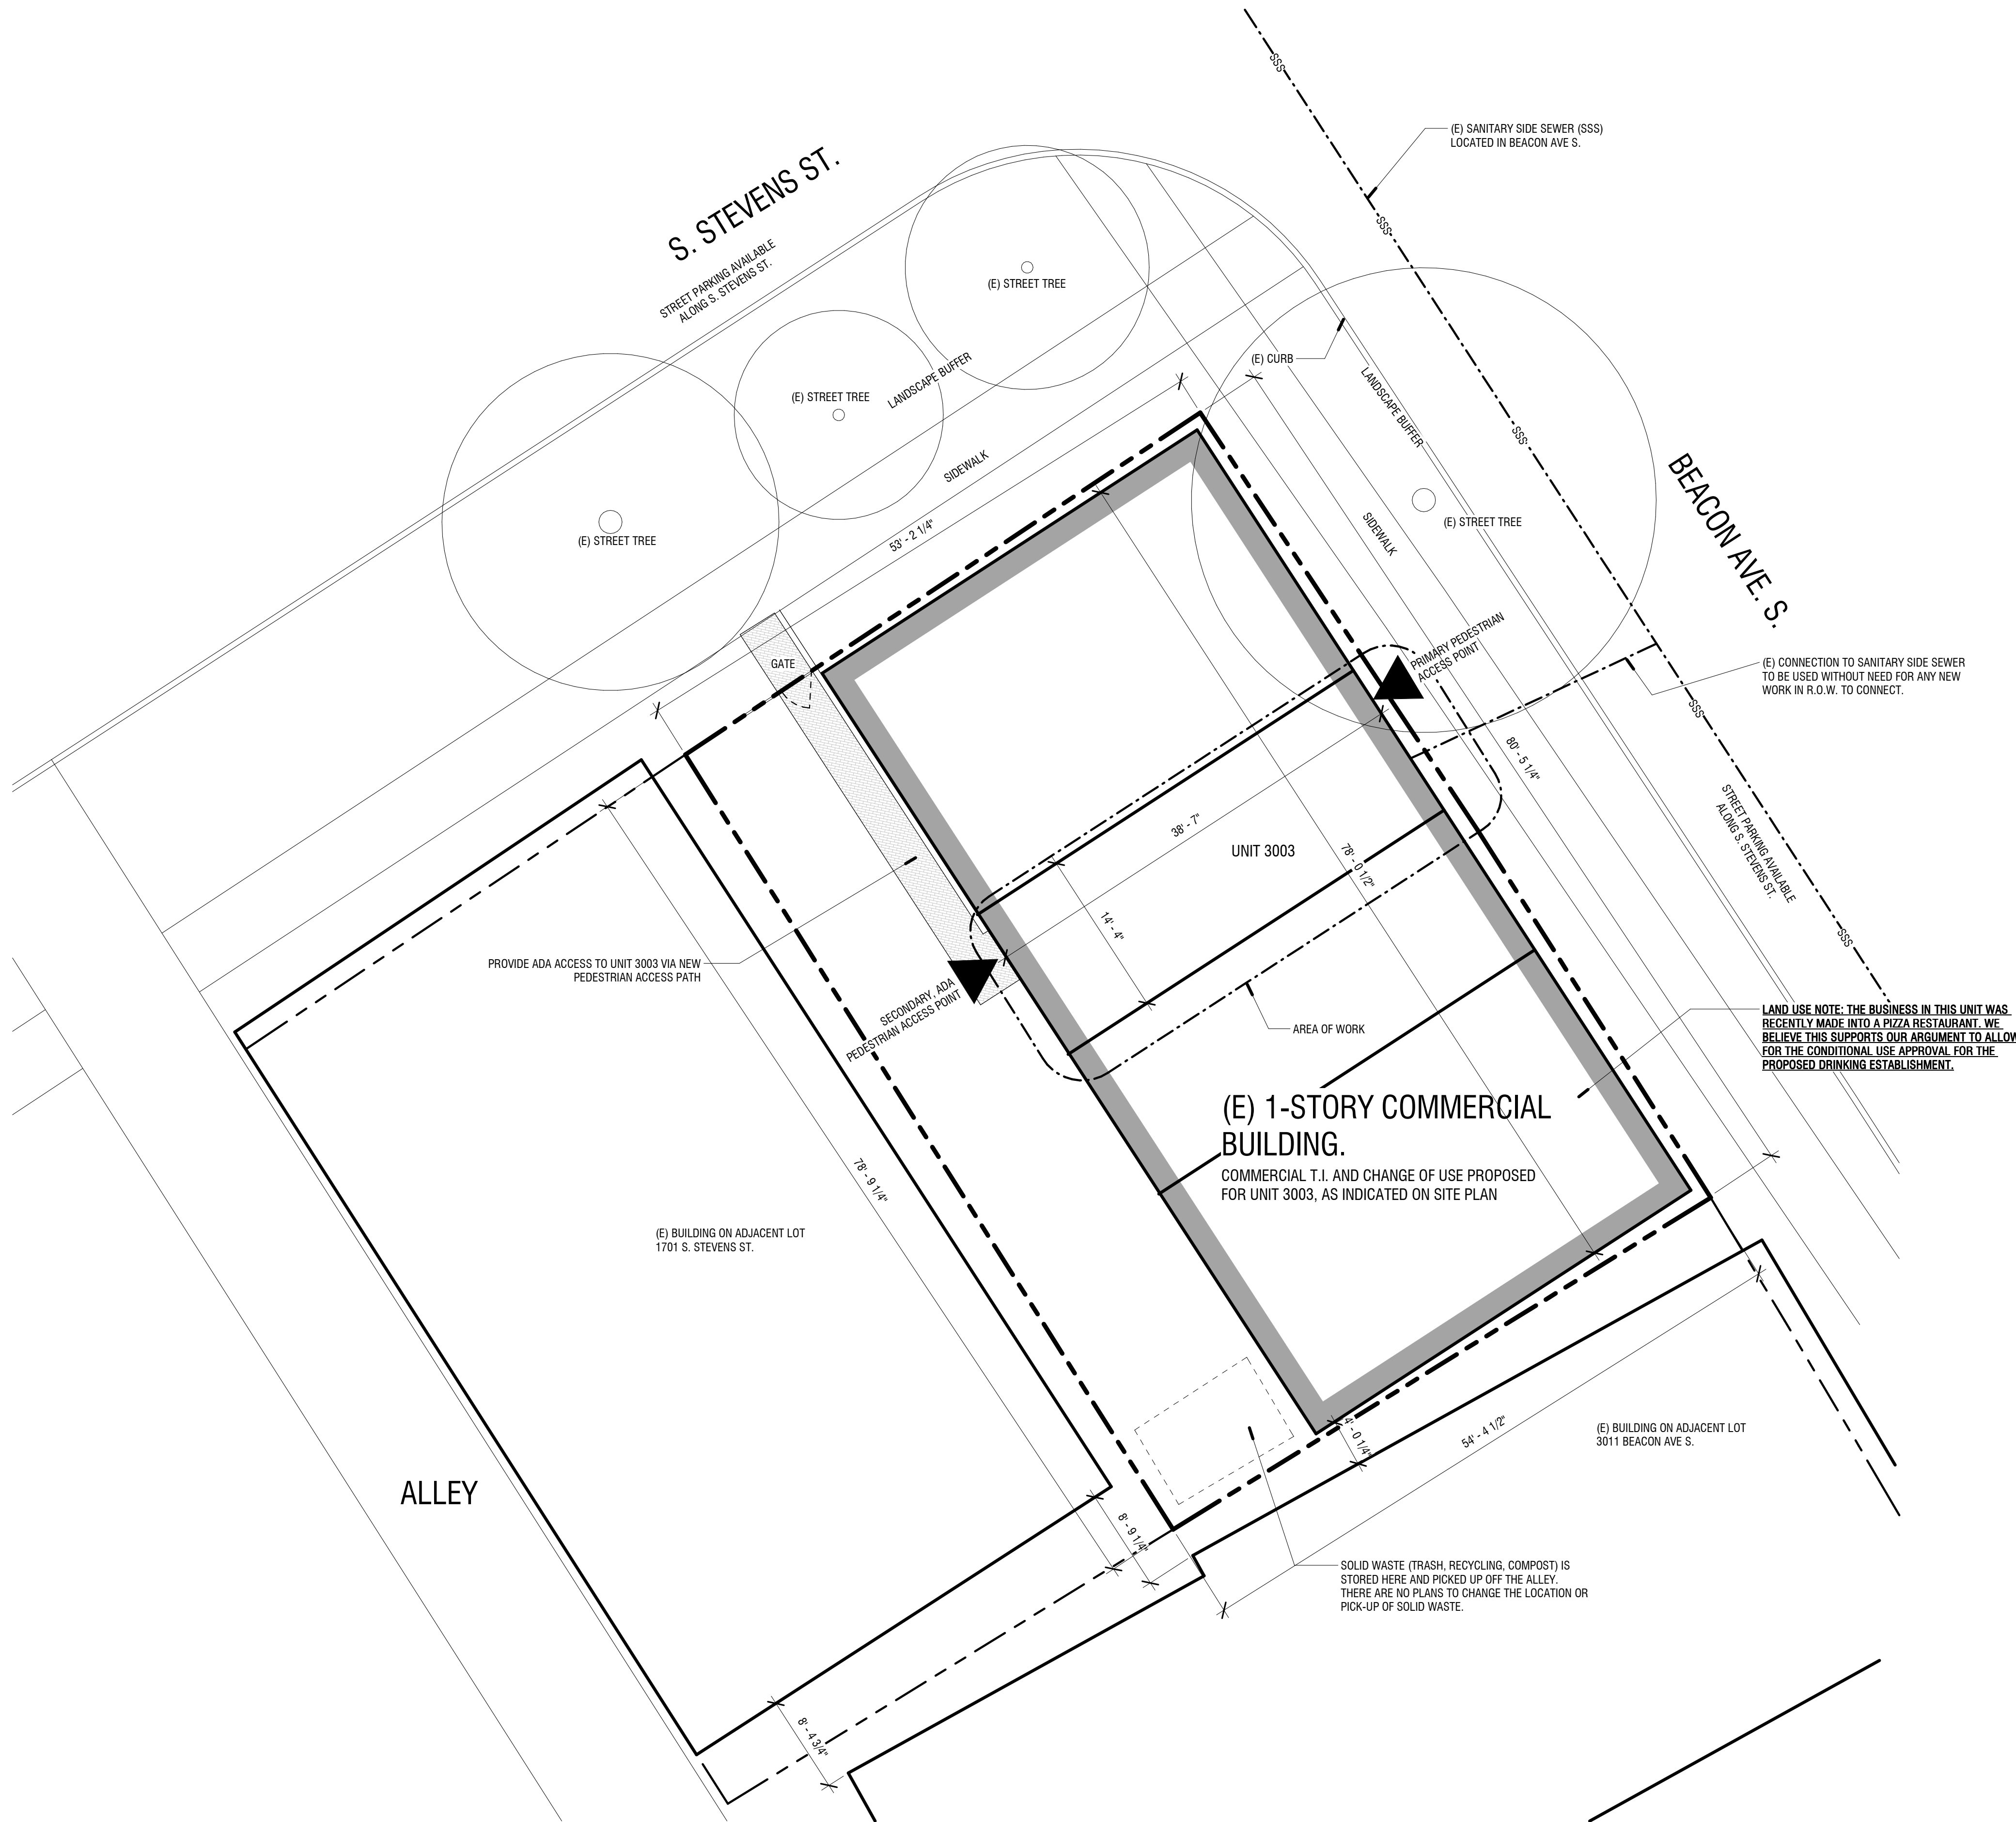 SSS
(E) SANITARY SIDE SEWER (SSS)
LOCATED IN BEACON AVE S.
S. STEVENS ST.
STREET PARKING AVAILABLE
ALONG S. STEVENS ST.
SSS
(E) STREET TREE
(E) CURB
LANDSCAPE BUFFER
LANDSCAPE BUFFER
(E) STREET TREE
SSS
BEACON AVE. S.
SIDEWALK
SIDEWALK
(E) STREET TREE
53' - 2 1/4"
(E) STREET TREE
GATE
PRIMARY PEDESTRIAN
ACCESS POINT
(E) CONNECTION TO SANITARY SIDE SEWER
TO BE USED WITHOUT NEED FOR ANY NEW
WORK IN R.O.W. TO CONNECT.
SSS
80' - 5 1/4"
38' - 7"
UNIT 3003
78' - 0 1/2"
STREET PARKING AVAILABLE
ALONG S. STEVENS ST.
14' - 4"
SSS
PROVIDE ADA ACCESS TO UNIT 3003 VIA NEW
PEDESTRIAN ACCESS PATH
SECONDARY, ADA
PEDESTRIAN ACCESS POINT
AREA OF WORK
LAND USE NOTE: THE BUSINESS IN THIS UNIT WAS
RECENTLY MADE INTO A PIZZA RESTAURANT. WE
BELIEVE THIS SUPPORTS OUR ARGUMENT TO ALLOW
FOR THE CONDITIONAL USE APPROVAL FOR THE
PROPOSED DRINKING ESTABLISHMENT.
(E) 1-STORY COMMERCIAL
BUILDING.
COMMERCIAL T.I. AND CHANGE OF USE PROPOSED
FOR UNIT 3003, AS INDICATED ON SITE PLAN
78' - 9 1/4"
(E) BUILDING ON ADJACENT LOT
1701 S. STEVENS ST.
4' - 0 1/4"
54' - 4 1/2"
(E) BUILDING ON ADJACENT LOT
3011 BEACON AVE S.
ALLEY
8' - 9 1/4"
SOLID WASTE (TRASH, RECYCLING, COMPOST) IS
STORED HERE AND PICKED UP OFF THE ALLEY.
THERE ARE NO PLANS TO CHANGE THE LOCATION OR
PICK-UP OF SOLID WASTE.
8' - 4 3/4"